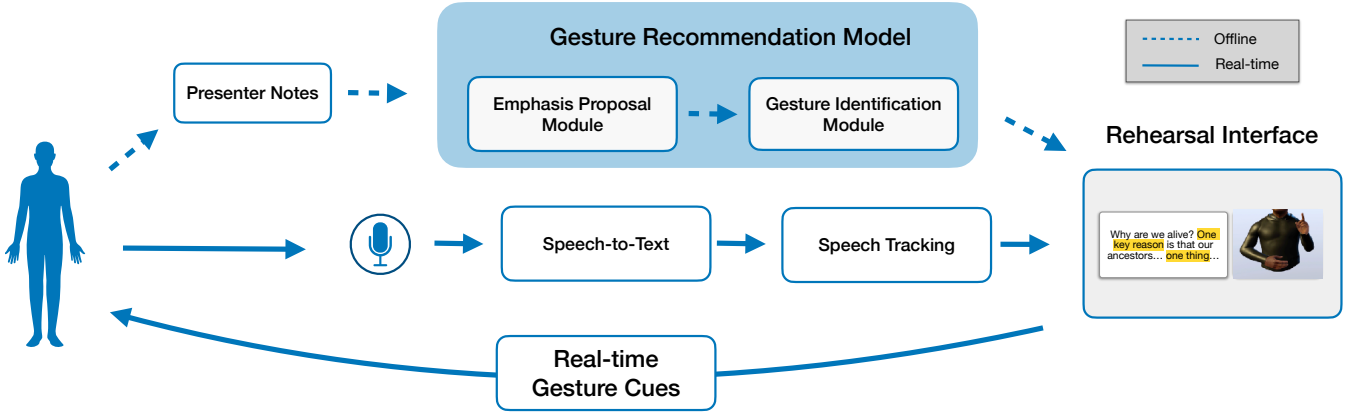 Gesture Recommendation Model
Offline
Real-time
Presenter Notes
Emphasis Proposal
Module
Gesture Identification
Module
Rehearsal Interface
Speech-to-Text
Speech Tracking
Why are we alive? One
key reason is that our
ancestors... one thing...
Real-time
Gesture Cues